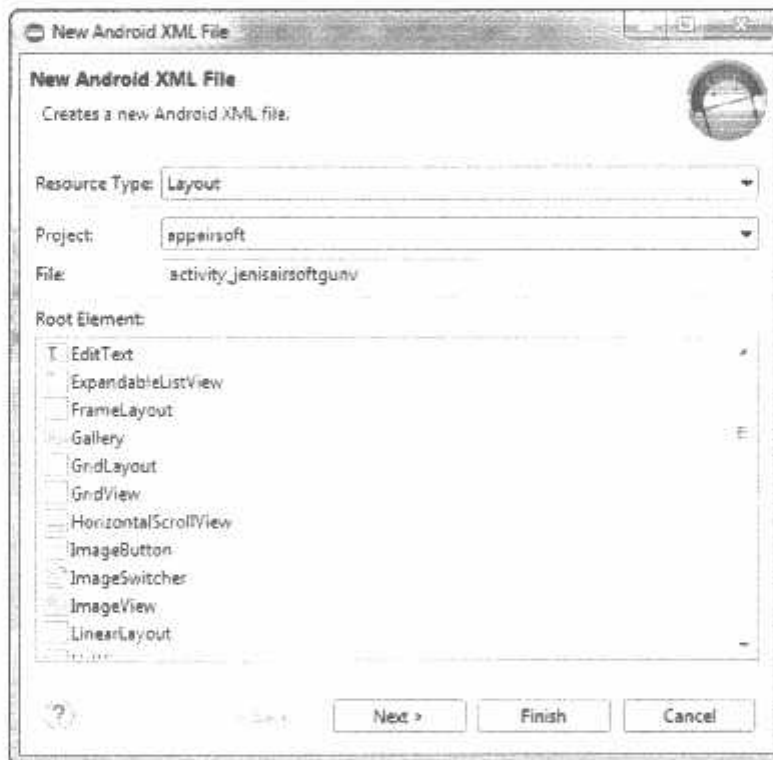 New Android XML File
New Android XML File
Creates a new Android XML file.
Resource Type: Layout
Project: appairsoft
File: activity_jenisairsoftgunv
Root Element:
T EditText
ExpandableListView
FrameLayout
Gallery
GridLayout
GridView
HorizontalScrollView
ImageButton
ImageSwitcher
ImageView
LinearLayout
? Next > Finish Cancel